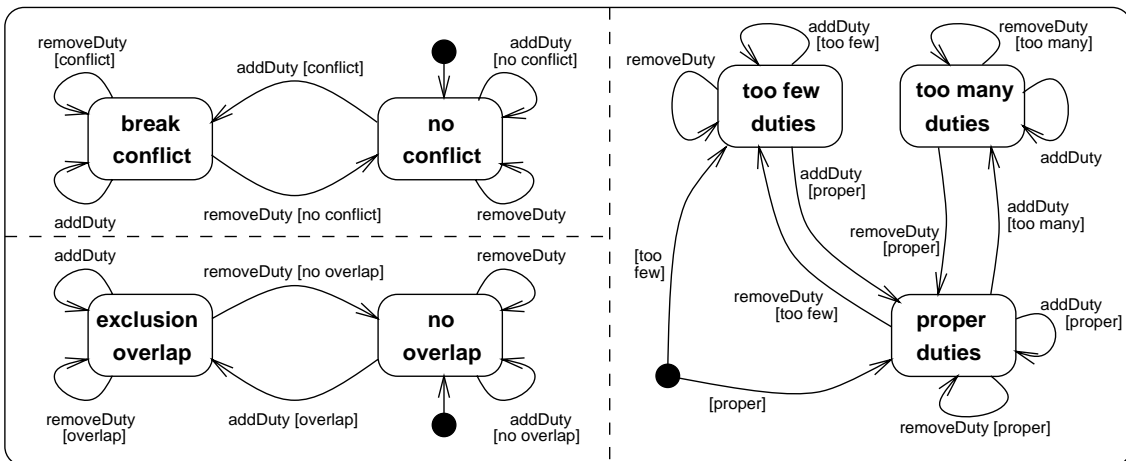 removeDuty
[conflict]
addDuty [conflict]
addDuty
[no conflict]
break
conflict
no
conflict
addDuty
removeDuty [no conflict]
removeDuty
addDuty
removeDuty [no overlap]
removeDuty
exclusion
overlap
no
overlap
removeDuty
[overlap]
addDuty [overlap]
addDuty
[no overlap]
addDuty
[too few]
removeDuty
[too many]
removeDuty
too few
duties
too many
duties
addDuty
addDuty
[proper]
addDuty
[too many]
removeDuty
[proper]
[too
few]
removeDuty
[too few]
proper
duties
addDuty
[proper]
[proper]
removeDuty [proper]